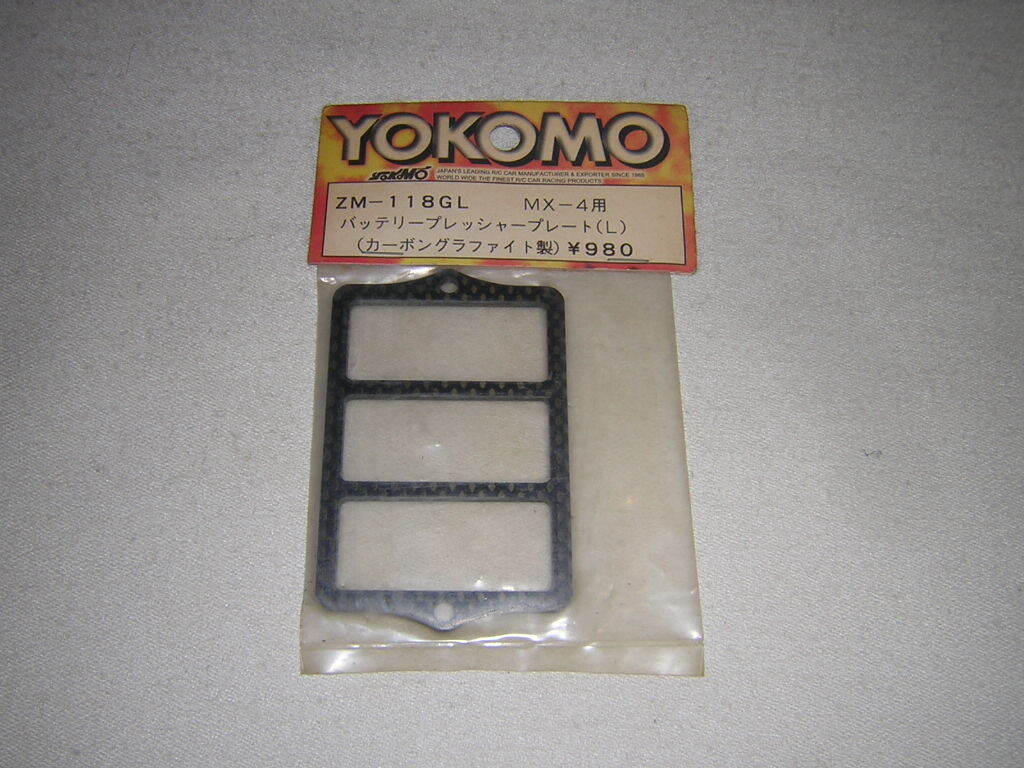 YOKOMO
YOKOMO JAPAN'S LEADING R/C CAR MANUFACTURER & EXPORTER SINCE 1965
WORLD WIDE THE FINEST R/C CAR RACING PRODUCTS
ZM-118GL MX-4用
バッテリープレッシャープレート(L)
(カーボングラファイト製)¥980